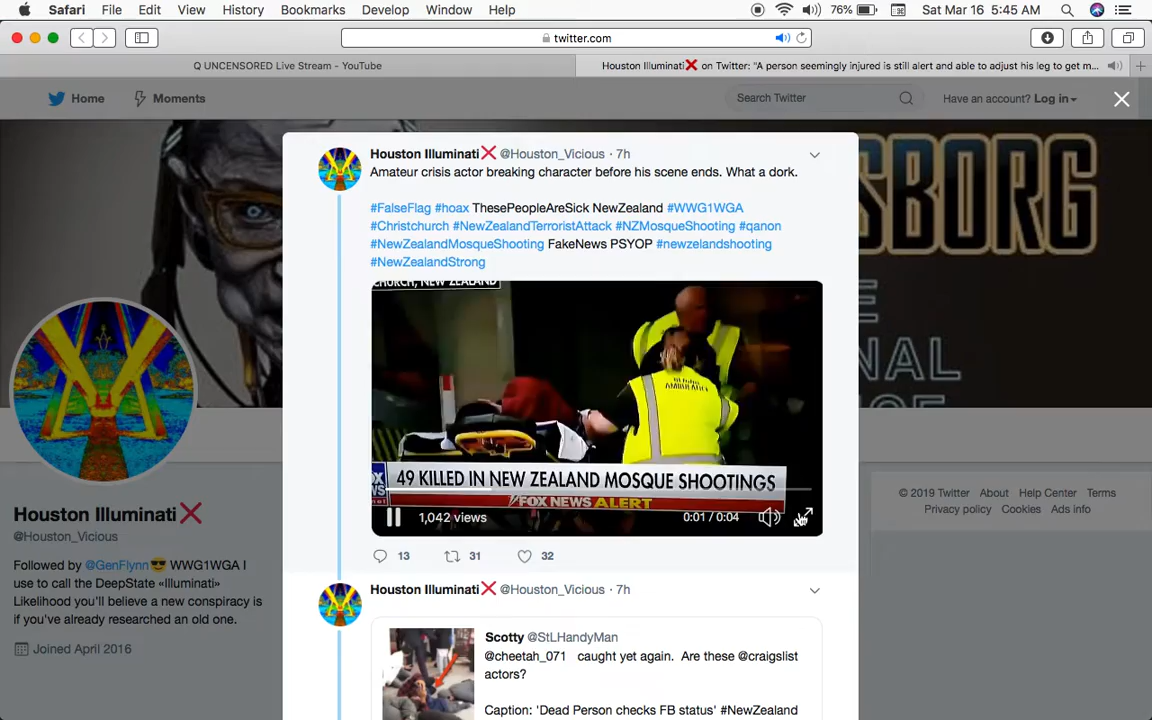 Safari File Edit View History Bookmarks Develop Window Help 76% Sat Mar 16 5:45 AM
twitter.com
Q UNCENSORED Live Stream - YouTube
Houston Illuminati❌ on Twitter: "A person seemingly injured is still alert and able to adjust his leg to get m...
Home Moments Search Twitter Have an account? Log in
SBORG
NAL
Houston Illuminati❌ @Houston_Vicious · 7h
Amateur crisis actor breaking character before his scene ends. What a dork.
#FalseFlag #hoax ThesePeopleAreSick NewZealand #WWG1WGA
#Christchurch #NewZealandTerroristAttack #NZMosqueShooting #qanon
#NewZealandMosqueShooting FakeNews PSYOP #newzelandshooting
#NewZealandStrong
CHURCH, NEW ZEALAND
AMBULANCE
49 KILLED IN NEW ZEALAND MOSQUE SHOOTINGS
FOX NEWS ALERT
1,042 views 0:01 / 0:04
13 31 32
Houston Illuminati❌
@Houston_Vicious
Followed by @GenFlynn😎 WWG1WGA I
use to call the DeepState «Illuminati»
Likelihood you'll believe a new conspiracy is
if you've already researched an old one.
Joined April 2016
© 2019 Twitter About Help Center Terms
Privacy policy Cookies Ads info
Houston Illuminati❌ @Houston_Vicious · 7h
Scotty @StLHandyMan
@cheetah_071 caught yet again. Are these @craigslist
actors?
Caption: 'Dead Person checks FB status' #NewZealand